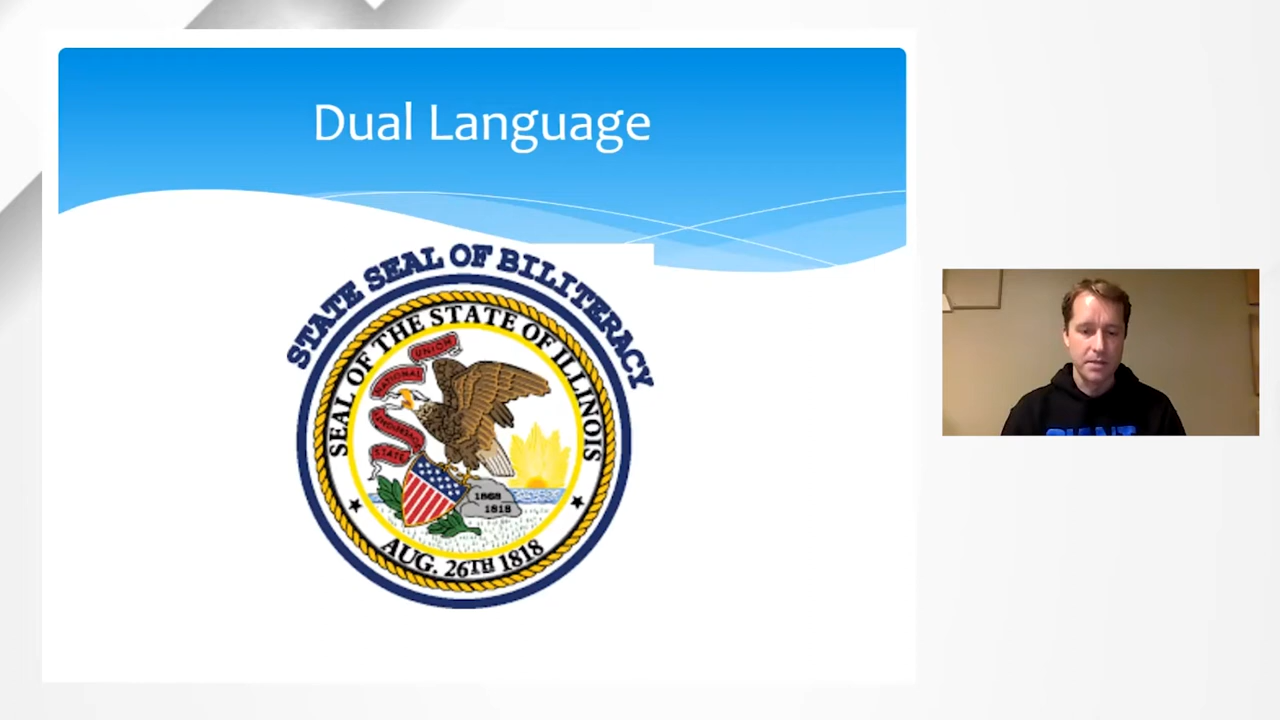 Dual Language
STATE SEAL OF BILITERACY
SEAL OF THE STATE OF ILLINOIS
UNION
NATIONAL
SOVEREIGNTY
STATE
1868
1818
AUG. 26TH 1818